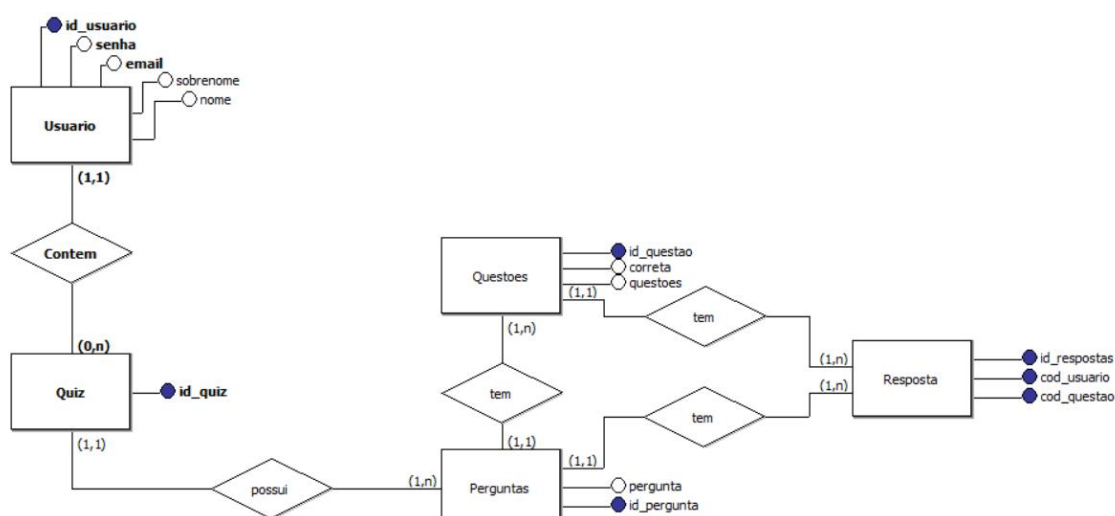 id_usuario
senha
email
sobrenome
nome
Usuario
(1,1)
Contem
(0,n)
Quiz
id_quiz
(1,1)
possui
(1,n)
Questoes
id_questao
correta
questoes
(1,1)
tem
(1,n)
(1,n)
tem
Resposta
id_respostas
cod_usuario
cod_questao
(1,n)
tem
(1,1)
(1,1)
Perguntas
pergunta
id_pergunta